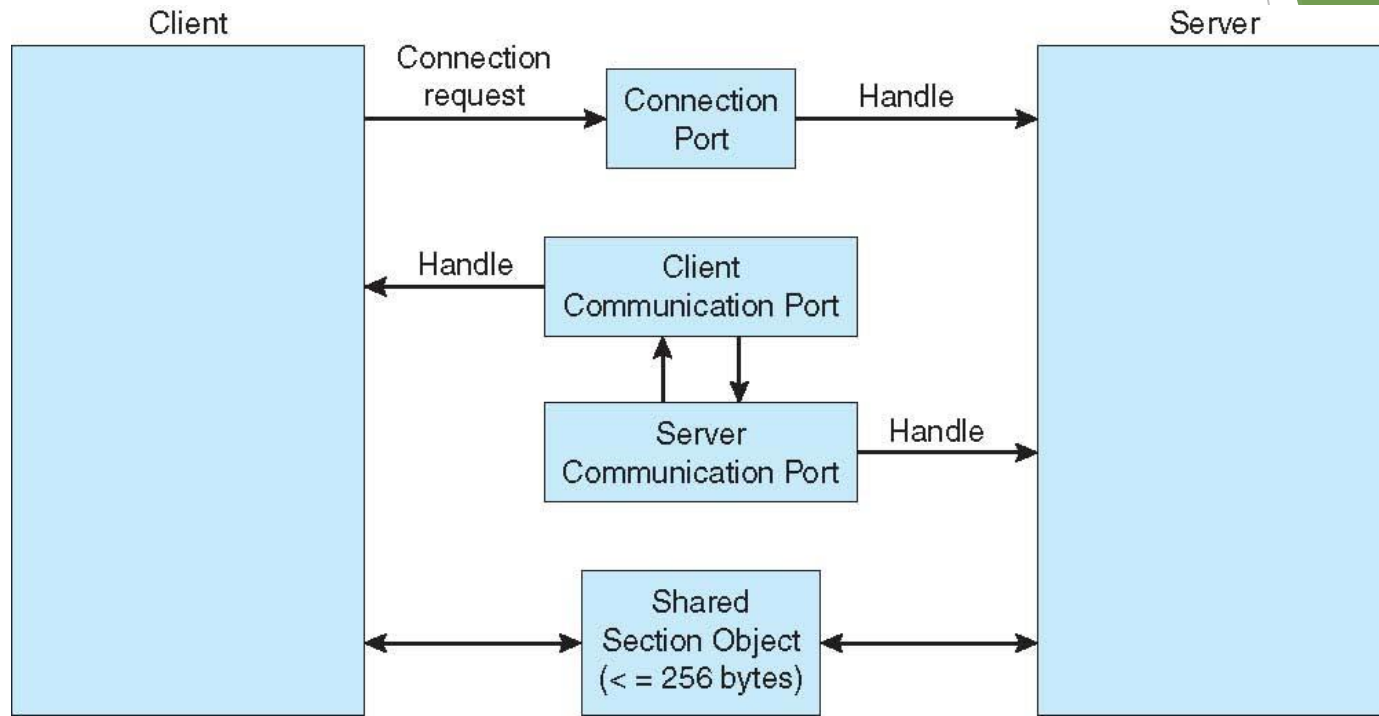 Client
Server
Connection
request
Connection
Port
Handle
Handle
Client
Communication Port
Server
Communication Port
Handle
Shared
Section Object
(< = 256 bytes)